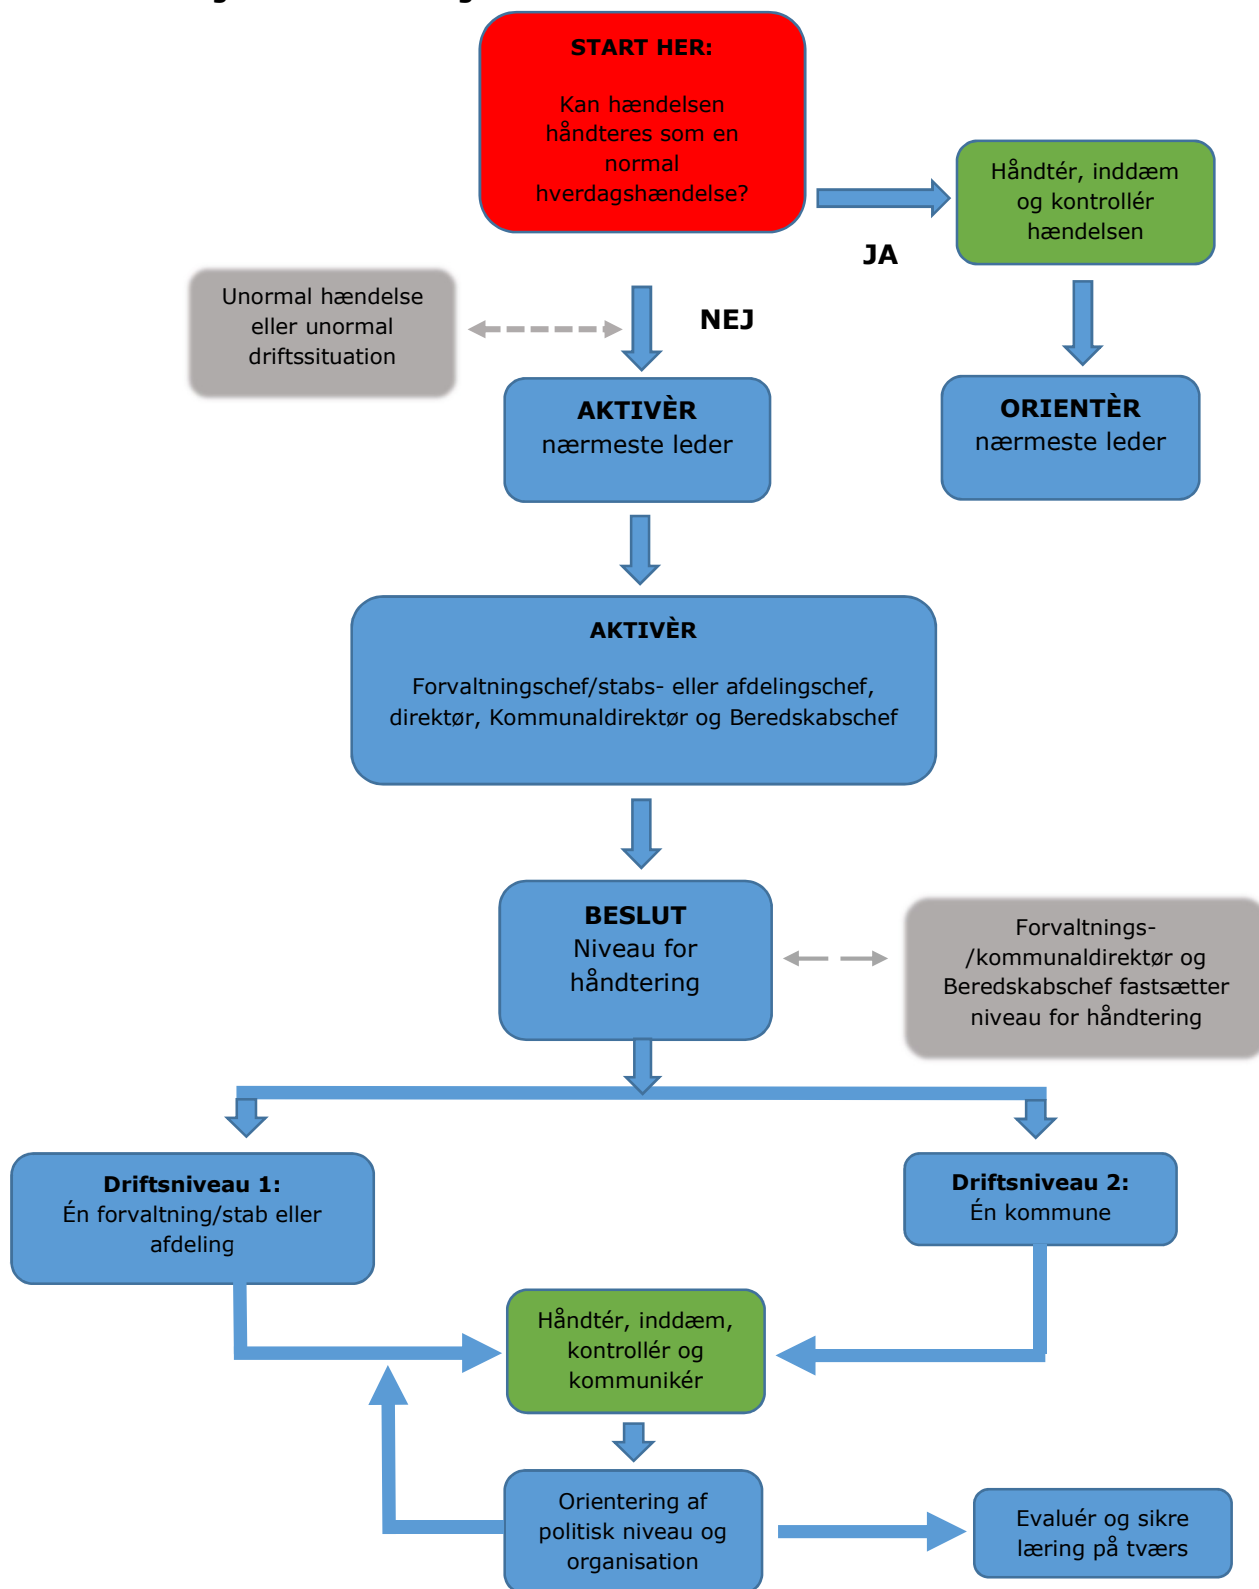 START HER:
Kan hændelsen
håndteres som en
normal
hverdagshændelse?
Håndtér, inddæm
og kontrollér
hændelsen
JA
Unormal hændelse
eller unormal
driftssituation
NEJ
AKTIVÈR
nærmeste leder
ORIENTÈR
nærmeste leder
AKTIVÈR
Forvaltningschef/stabs- eller afdelingschef,
direktør, Kommunaldirektør og Beredskabschef
BESLUT
Niveau for
håndtering
Forvaltnings-
/kommunaldirektør og
Beredskabschef fastsætter
niveau for håndtering
Driftsniveau 1:
Én forvaltning/stab eller
afdeling
Driftsniveau 2:
Én kommune
Håndtér, inddæm,
kontrollér og
kommunikér
Orientering af
politisk niveau og
organisation
Evaluér og sikre
læring på tværs